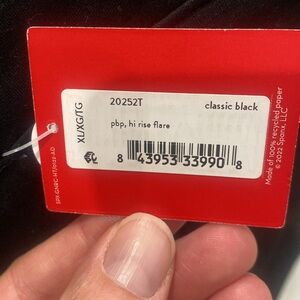 XL/XG/TG
20252T
classic black
pbp, hi rise flare
8 43953 33990 8
Made of 100% recycled paper
© 2022 Spanx, LLC